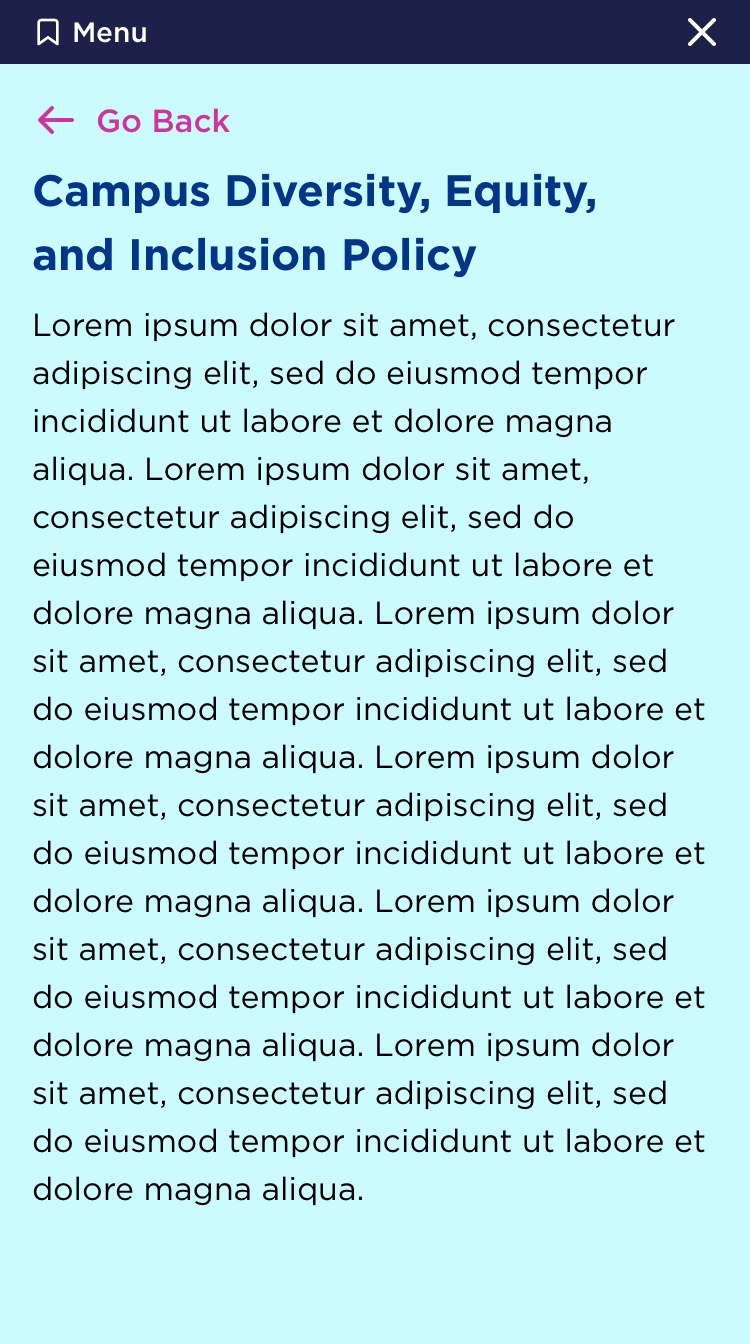 Menu
Go Back
Campus Diversity, Equity,
and Inclusion Policy
Lorem ipsum dolor sit amet, consectetur
adipiscing elit, sed do eiusmod tempor
incididunt ut labore et dolore magna
aliqua. Lorem ipsum dolor sit amet,
consectetur adipiscing elit, sed do
eiusmod tempor incididunt ut labore et
dolore magna aliqua. Lorem ipsum dolor
sit amet, consectetur adipiscing elit, sed
do eiusmod tempor incididunt ut labore et
dolore magna aliqua. Lorem ipsum dolor
sit amet, consectetur adipiscing elit, sed
do eiusmod tempor incididunt ut labore et
dolore magna aliqua. Lorem ipsum dolor
sit amet, consectetur adipiscing elit, sed
do eiusmod tempor incididunt ut labore et
dolore magna aliqua. Lorem ipsum dolor
sit amet, consectetur adipiscing elit, sed
do eiusmod tempor incididunt ut labore et
dolore magna aliqua.